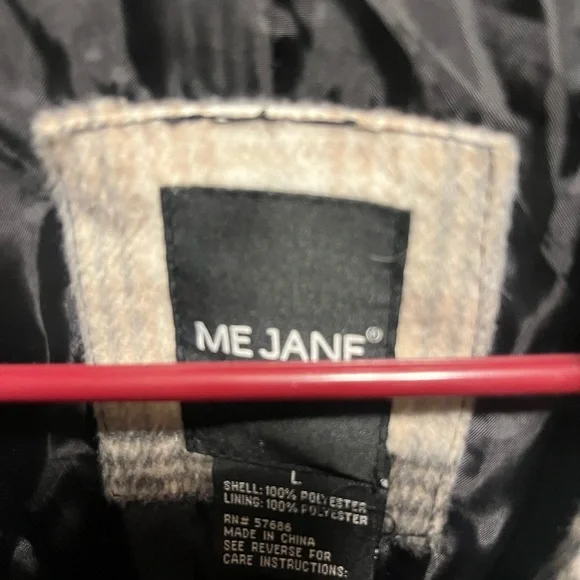 ME JANE®
L
SHELL: 100% POLYESTER
LINING: 100% POLYESTER
RN# 57686
MADE IN CHINA
SEE REVERSE FOR
CARE INSTRUCTIONS: